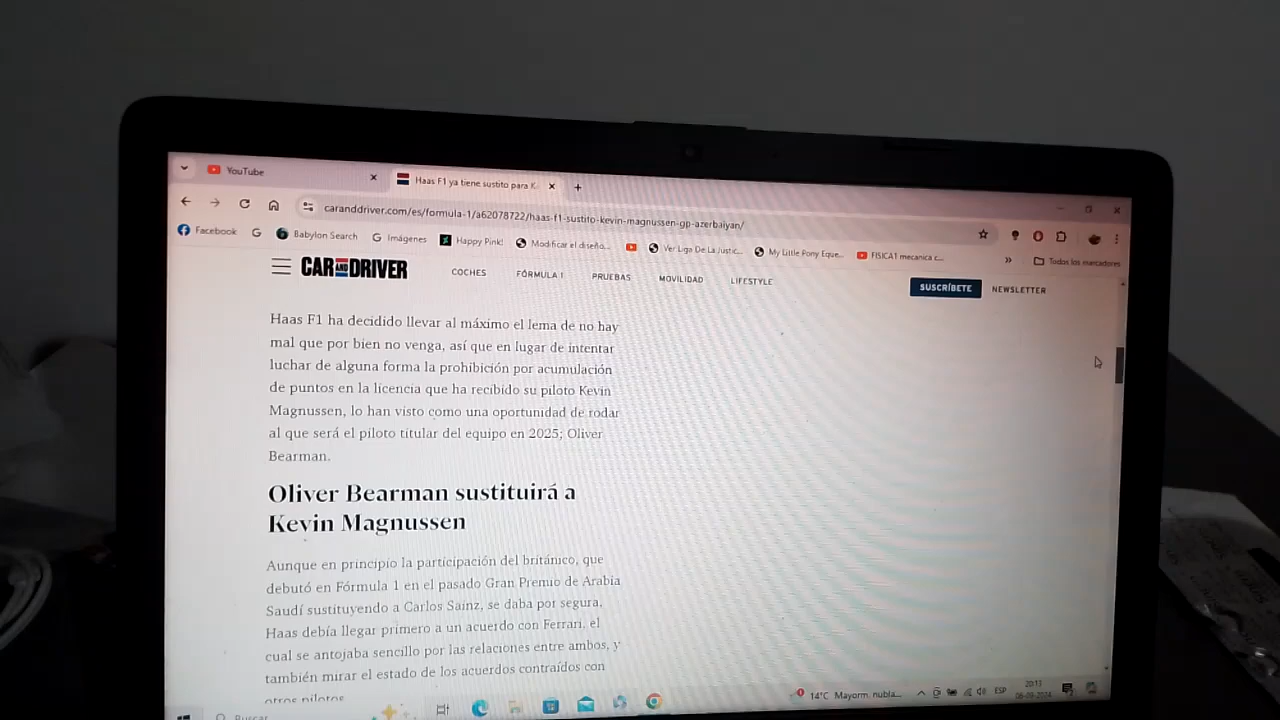 YouTube
Haas F1 ya tiene sustito para K
caranddriver.com/es/formula-1/a62078722/haas-f1-sustito-kevin-magnussen-gp-azerbaiyan/
Facebook
Babylon Search
Imágenes
Happy Pink!
Modificar el diseño...
Ver Liga De La Justic...
My Little Pony Eque...
FISICA1 mecanica c...
»
Todos los marcadores
CAR AND DRIVER
COCHES
FÓRMULA 1
PRUEBAS
MOVILIDAD
LIFESTYLE
SUSCRÍBETE
NEWSLETTER
Haas F1 ha decidido llevar al máximo el lema de no hay
mal que por bien no venga, así que en lugar de intentar
luchar de alguna forma la prohibición por acumulación
de puntos en la licencia que ha recibido su piloto Kevin
Magnussen, lo han visto como una oportunidad de rodar
al que será el piloto titular del equipo en 2025; Oliver
Bearman.
Oliver Bearman sustituirá a
Kevin Magnussen
Aunque en principio la participación del británico, que
debutó en Fórmula 1 en el pasado Gran Premio de Arabia
Saudí sustituyendo a Carlos Sainz, se daba por segura,
Haas debía llegar primero a un acuerdo con Ferrari, el
cual se antojaba sencillo por las relaciones entre ambos, y
también mirar el estado de los acuerdos contraídos con
otros pilotos
Buscar
14°C Mayorm. nubla...
ESP
20:13